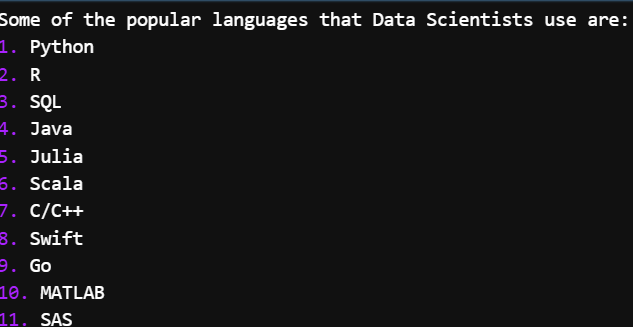 Some of the popular languages that Data Scientists use are:
1. Python
2. R
3. SQL
4. Java
5. Julia
6. Scala
7. C/C++
8. Swift
9. Go
10. MATLAB
11. SAS